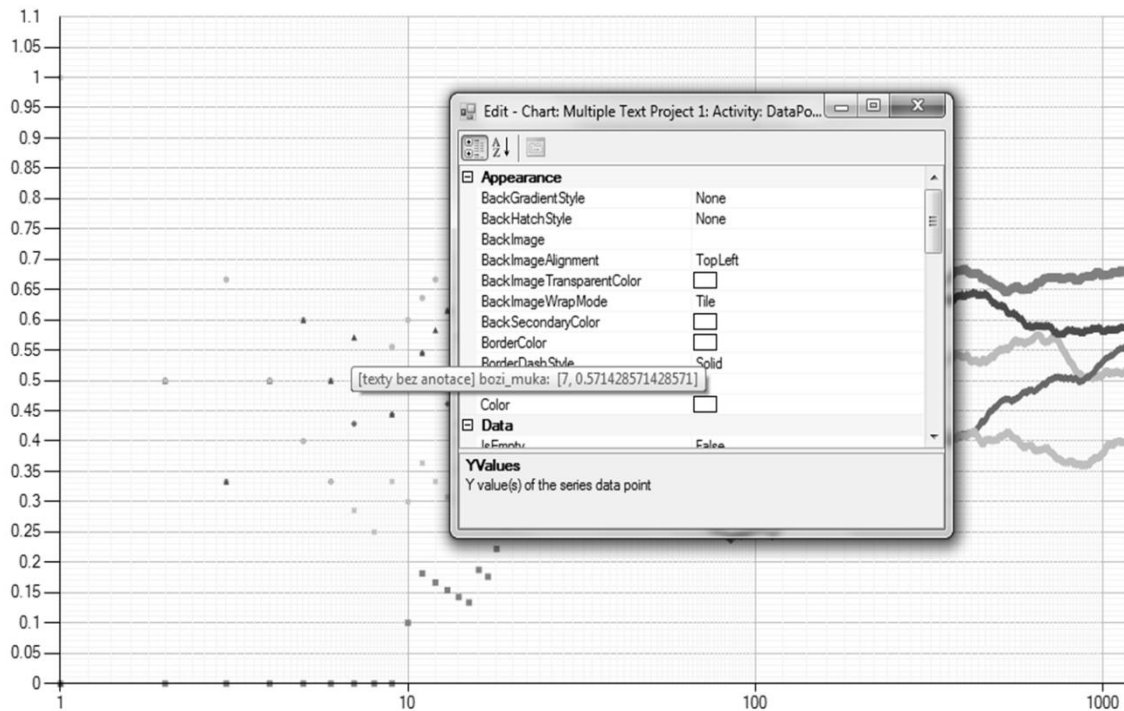 1.1
1.05
1
0.95
0.9
0.85
0.8
0.75
0.7
0.65
0.6
0.55
0.5
0.45
0.4
0.35
0.3
0.25
0.2
0.15
0.1
0.05
0
1
10
100
1000
Edit - Chart: Multiple Text Project 1: Activity: DataPo...
Appearance
BackGradientStyle None
BackHatchStyle None
BackImage
BackImageAlignment TopLeft
BackImageTransparentColor
BackImageWrapMode Tile
BackSecondaryColor
BorderColor
BorderDashStyle Solid
[texty bez anotace] bozi_muka: [7, 0.571428571428571]
Color
Data
IsEmpty False
YValues
Y value(s) of the series data point